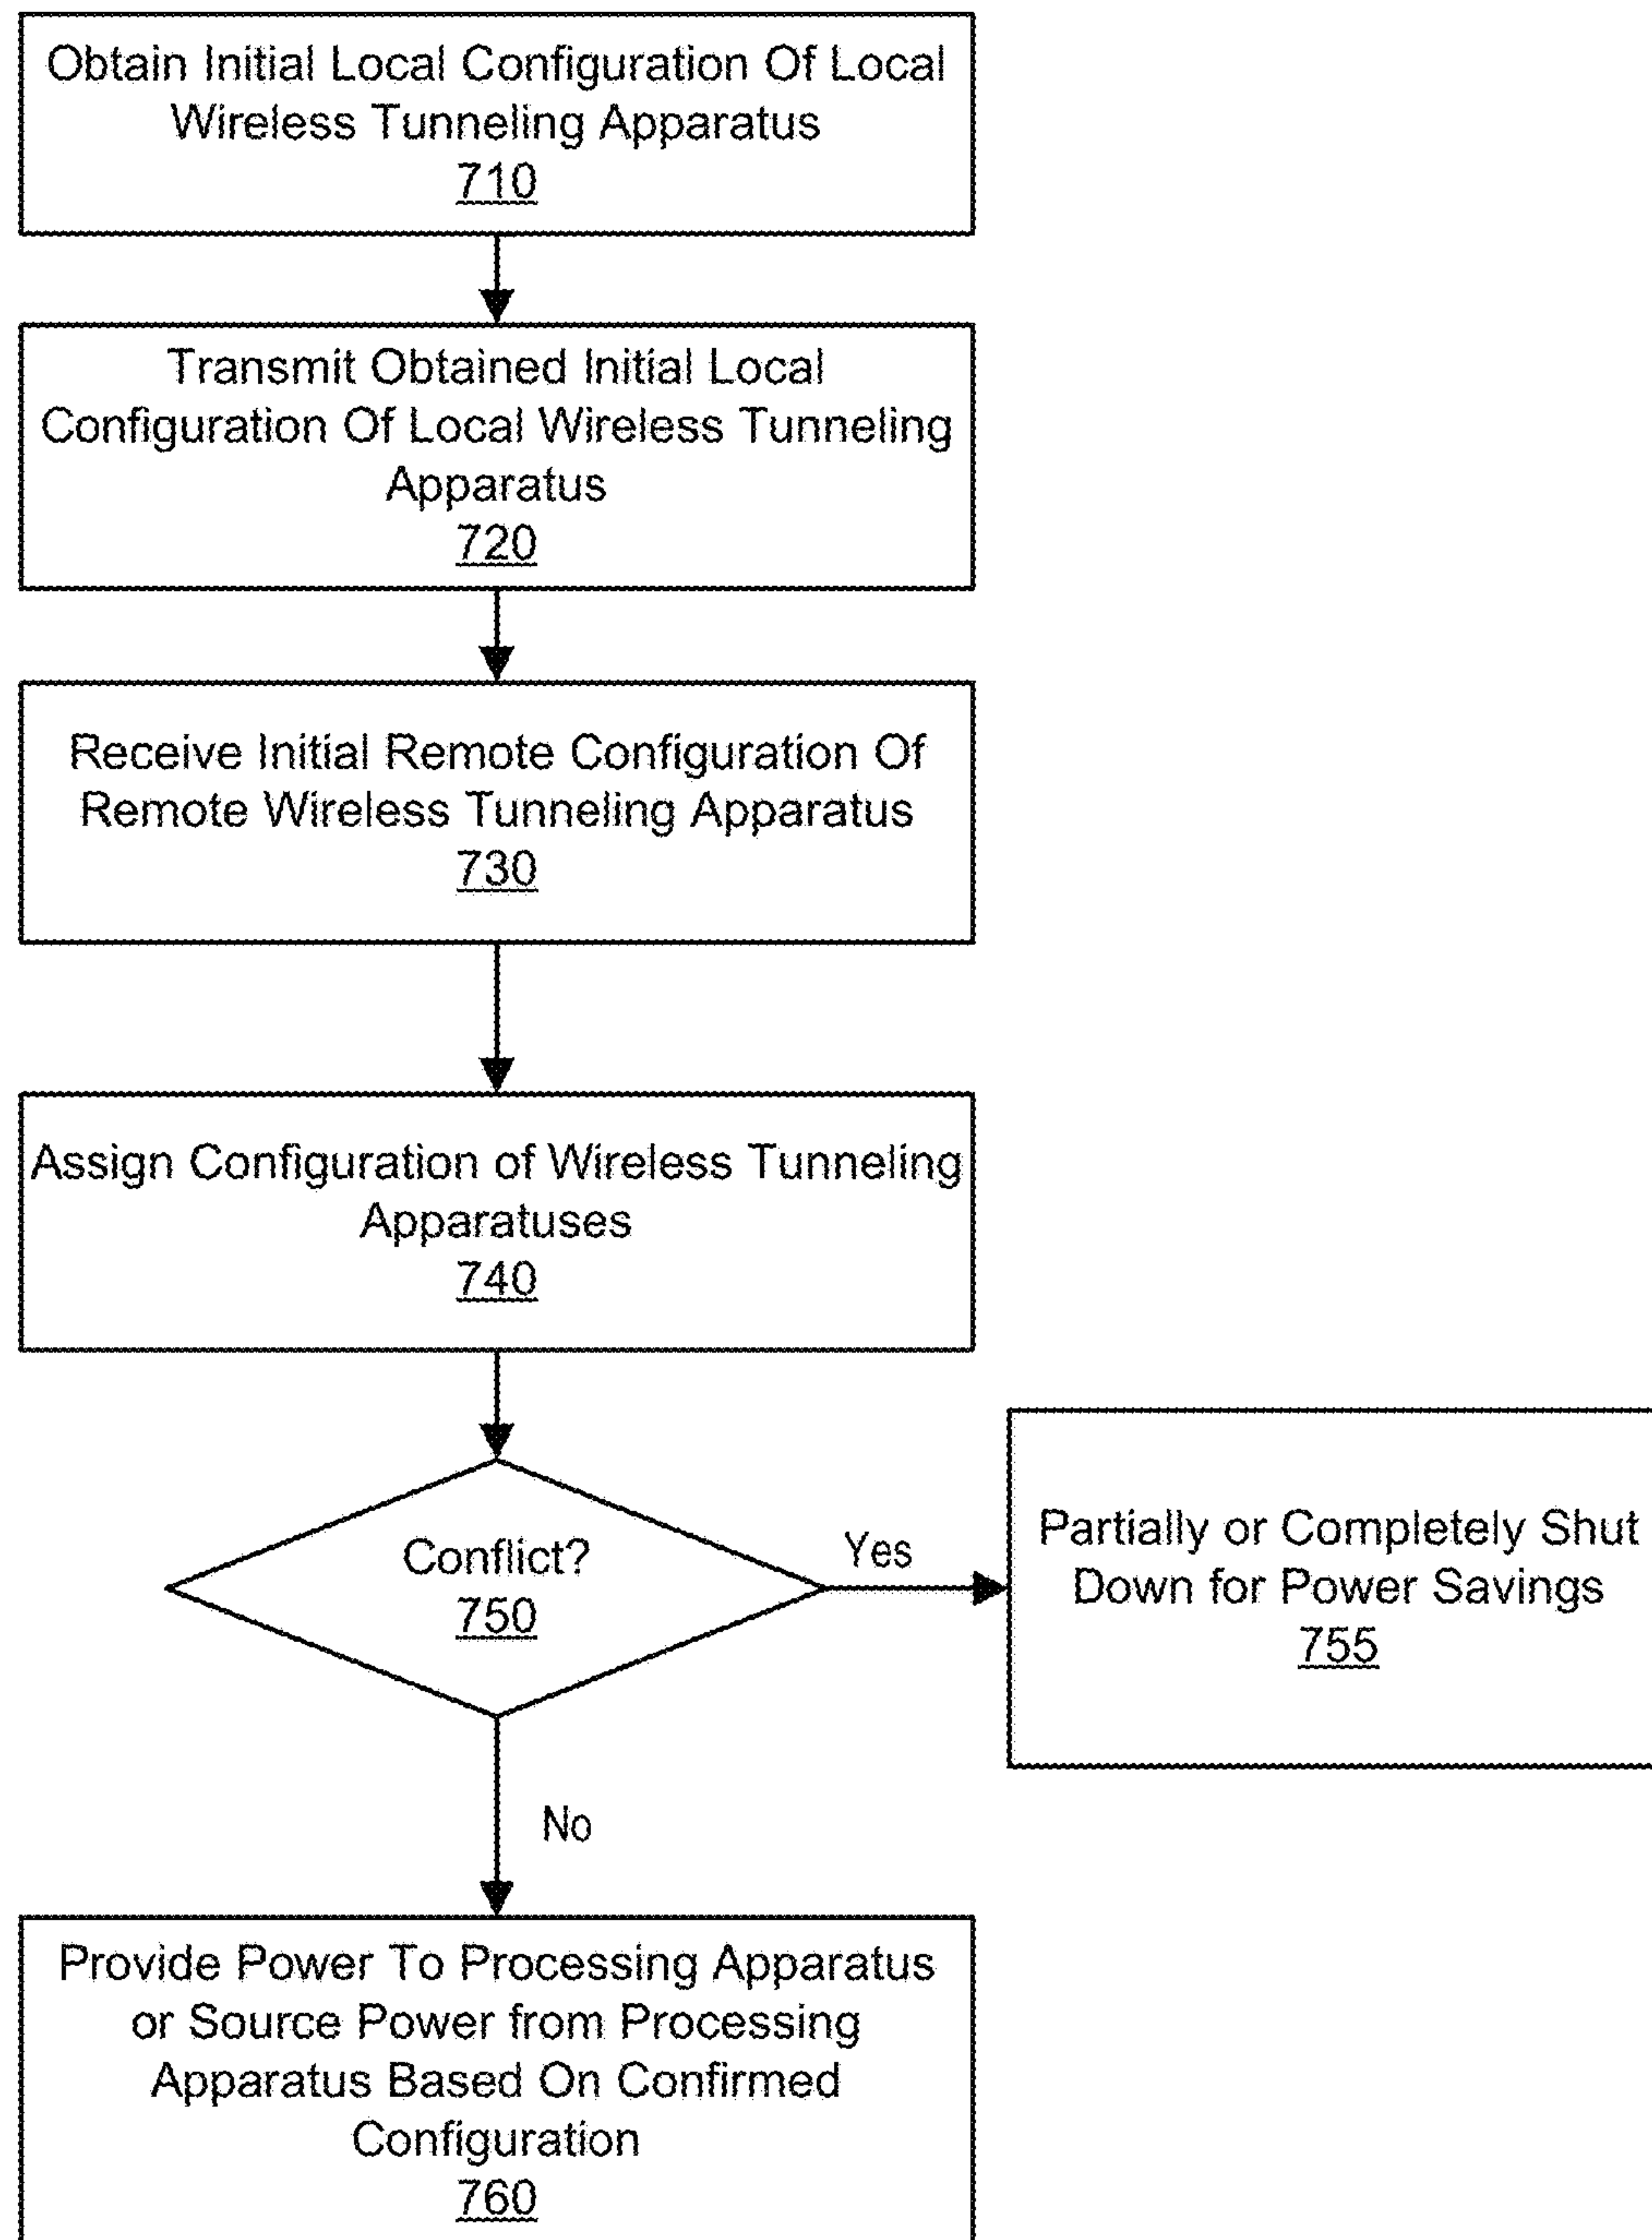 Obtain Initial Local Configuration Of Local
Wireless Tunneling Apparatus
710
Transmit Obtained Initial Local
Configuration Of Local Wireless Tunneling
Apparatus
720
Receive Initial Remote Configuration Of
Remote Wireless Tunneling Apparatus
730
Assign Configuration of Wireless Tunneling
Apparatuses
740
Conflict?
750
Yes
Partially or Completely Shut
Down for Power Savings
755
No
Provide Power To Processing Apparatus
or Source Power from Processing
Apparatus Based On Confirmed
Configuration
760